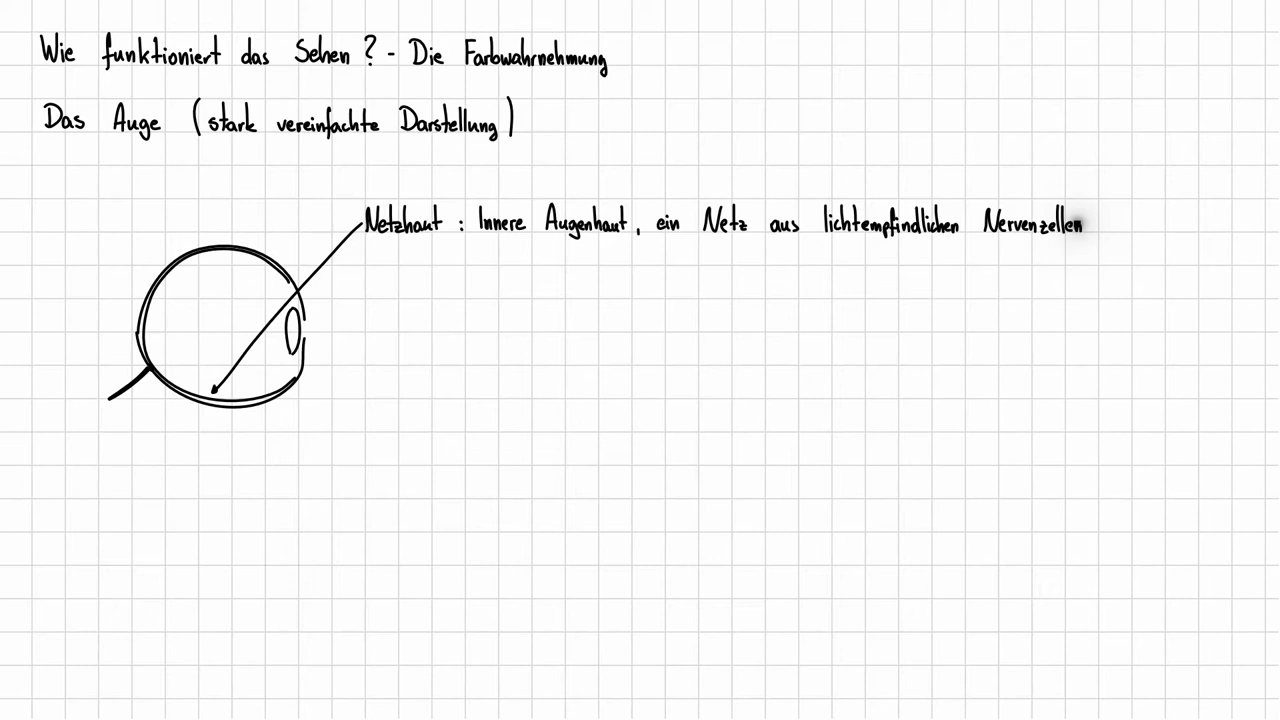 Wie funktioniert das Sehen? - Die Farbwahrnehmung
Das Auge (stark vereinfachte Darstellung)
Netzhaut: Innere Augenhaut, ein Netz aus lichtempfindlichen Nervenzellen